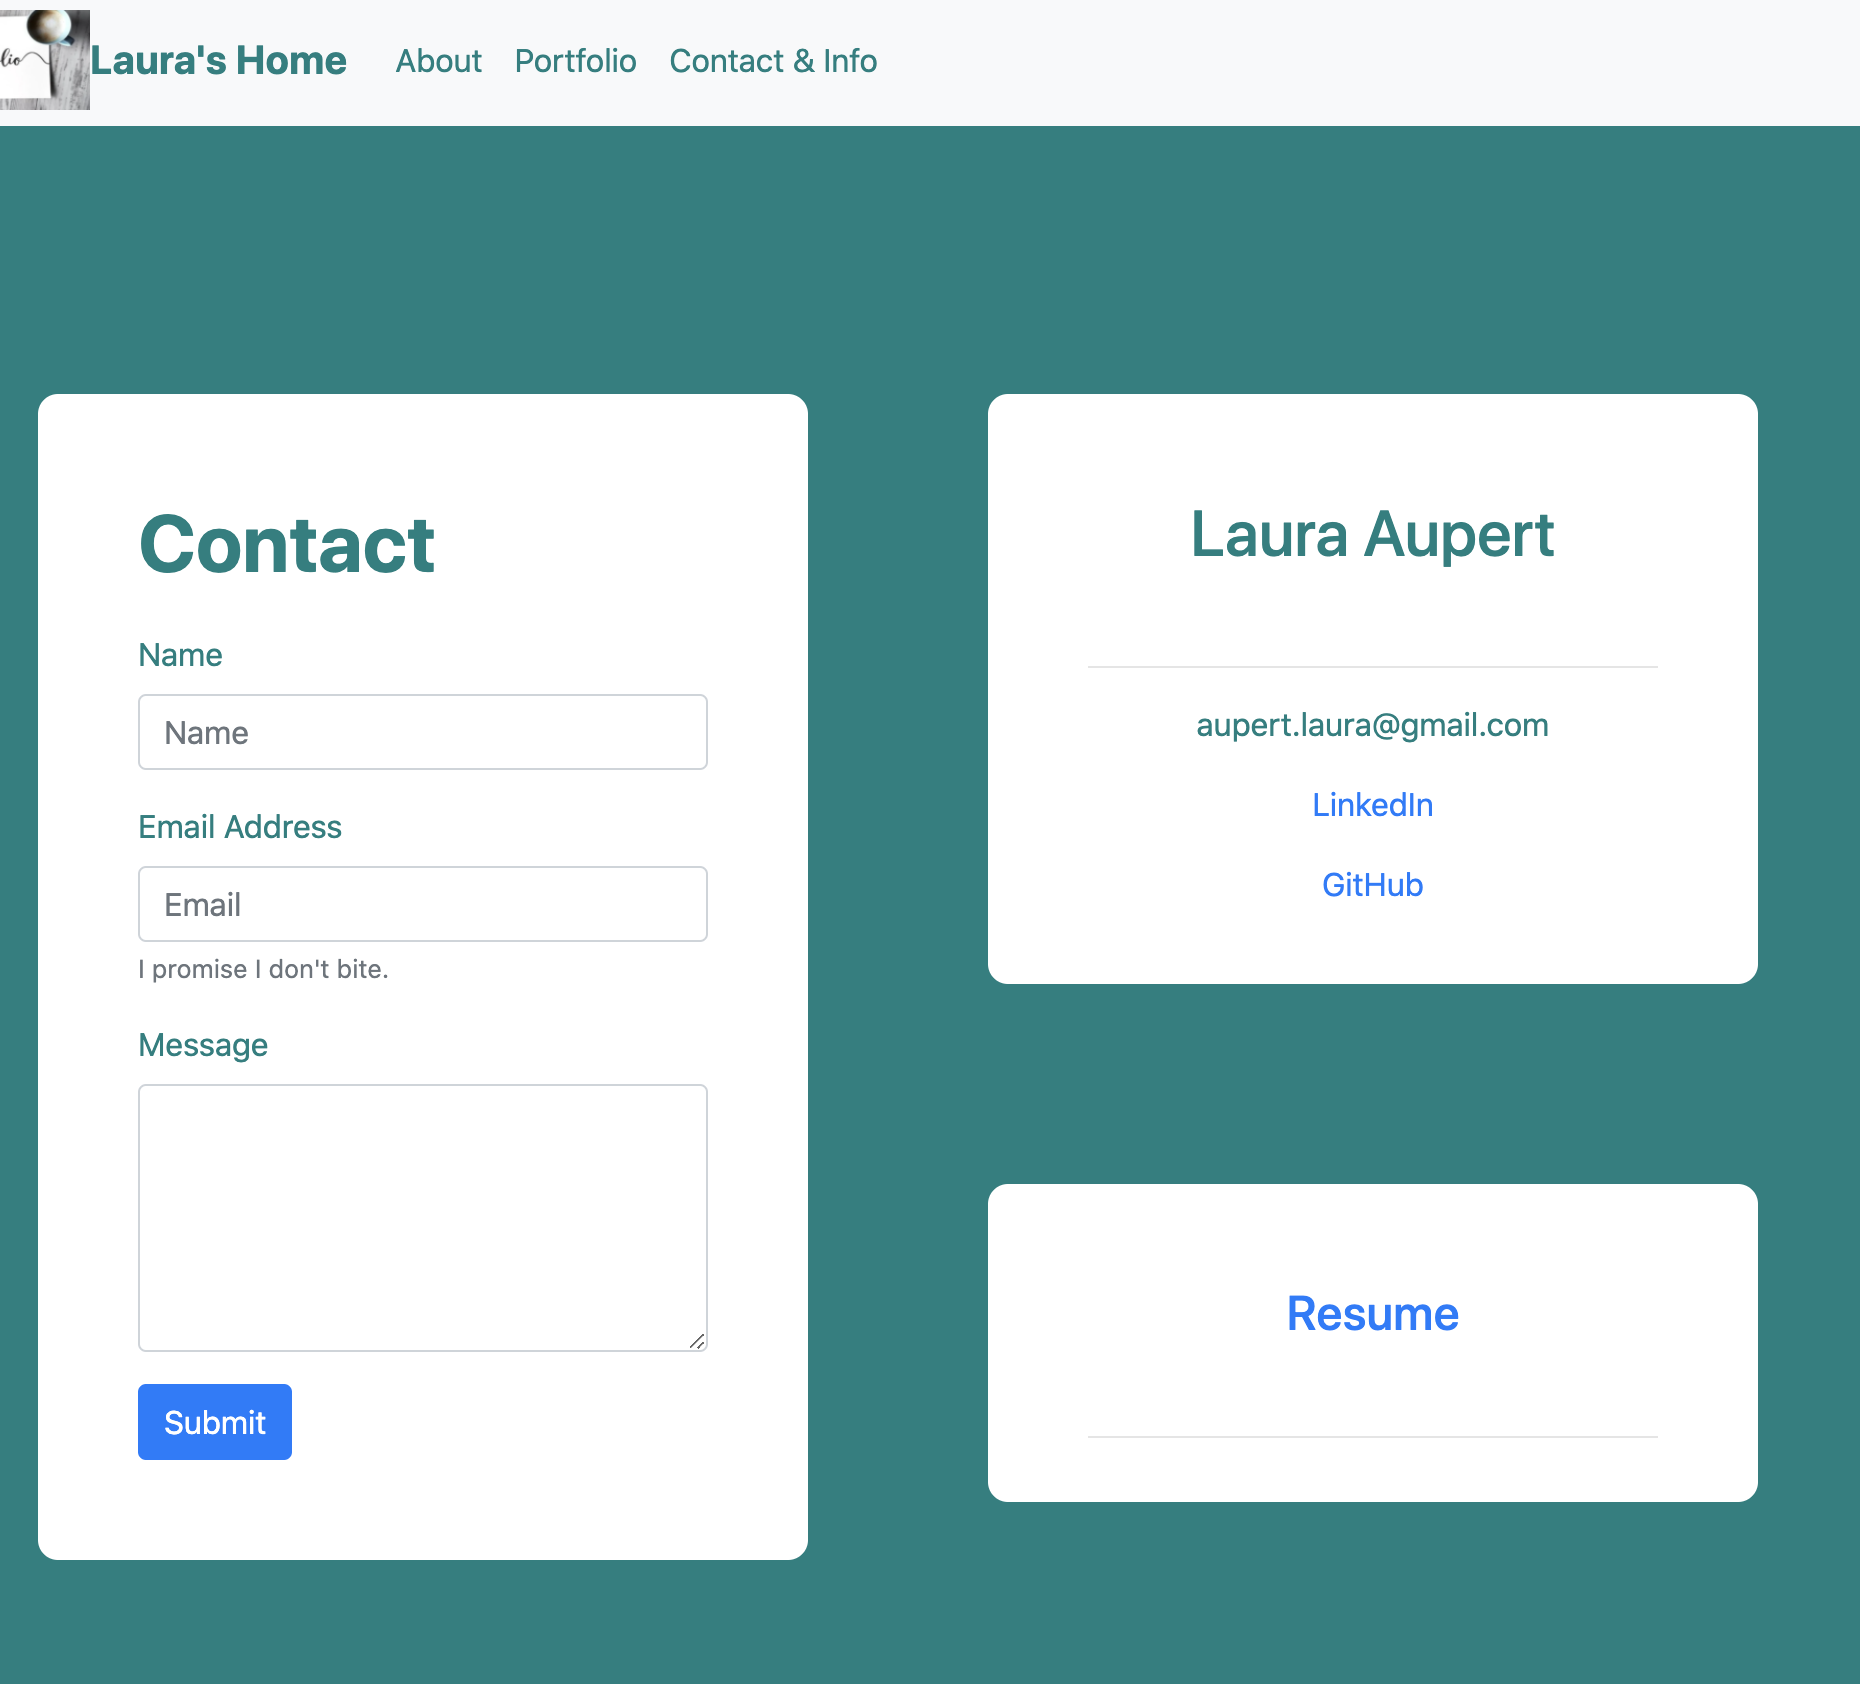 lio
Laura's Home
About
Portfolio
Contact & Info
Contact
Name
Name
Email Address
Email
I promise I don't bite.
Message
Submit
Laura Aupert
aupert.laura@gmail.com
LinkedIn
GitHub
Resume